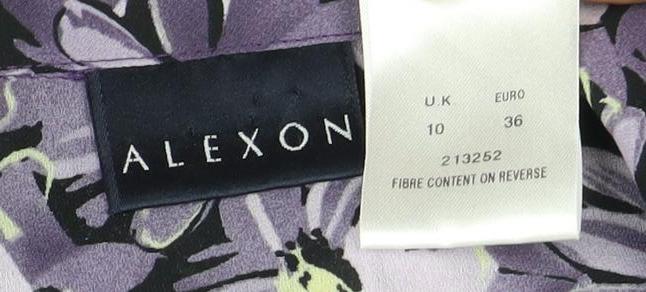 ALEXON
U.K EURO
10 36
213252
FIBRE CONTENT ON REVERSE